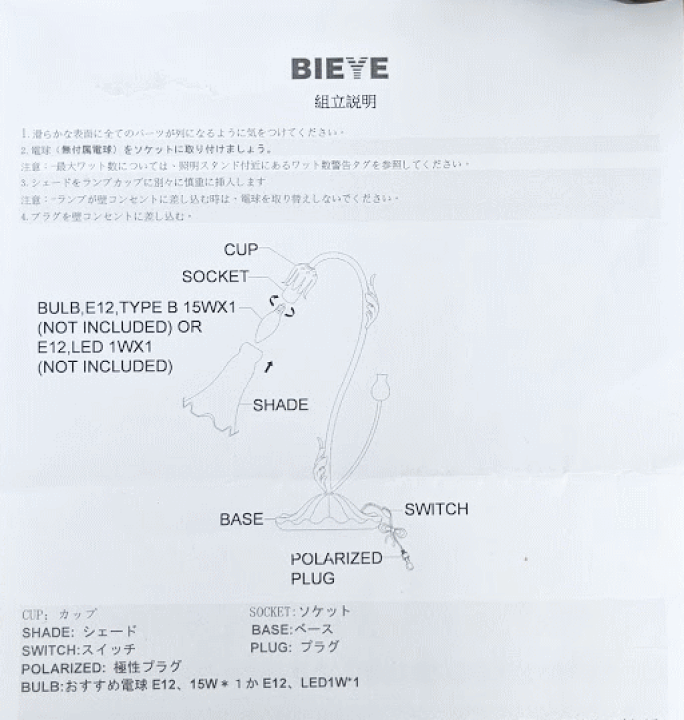 BIEYE
組立説明
1. 滑らかな表面に全てのパーツが列になるように気をつけてください。
2. 電球（無付属電球）をソケットに取り付けましょう。
注意：-最大ワット数については、照明スタンド付近にあるワット数警告タグを参照してください。
3. シェードをランプカップに別々に慎重に挿入します
注意：-ランプが壁コンセントに差し込む時は、電球を取り替えしないでください。
4. プラグを壁コンセントに差し込む。
CUP
SOCKET
BULB,E12,TYPE B 15WX1
(NOT INCLUDED) OR
E12,LED 1WX1
(NOT INCLUDED)
SHADE
BASE
SWITCH
POLARIZED
PLUG
CUP: カップ
SOCKET:ソケット
SHADE: シェード
BASE:ベース
SWITCH:スイッチ
PLUG: プラグ
POLARIZED: 極性プラグ
BULB:おすすめ電球 E12、15W＊1か E12、LED1W*1